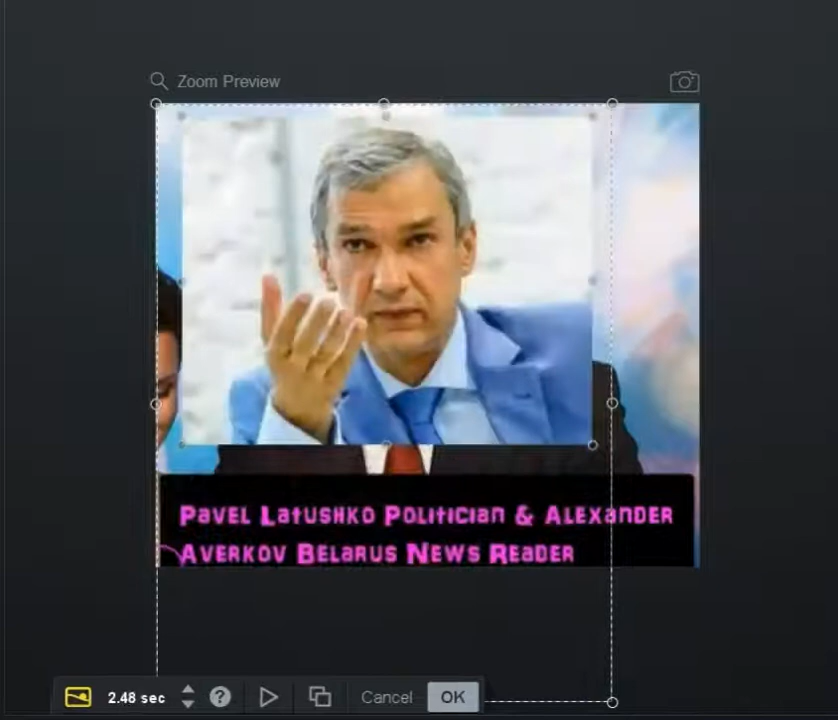 Zoom Preview
Pavel Latushko Politician & Alexander
Averkov Belarus News Reader
2.48 sec ? Cancel OK